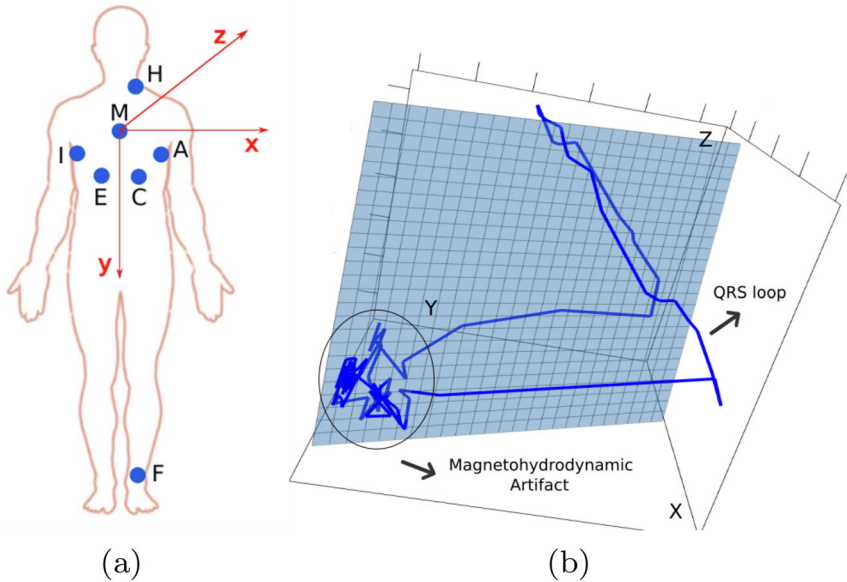 z
H
M
x
I
A
E
C
y
F
(a)
Z
Y
QRS loop
Magnetohydrodynamic
Artifact
X
(b)